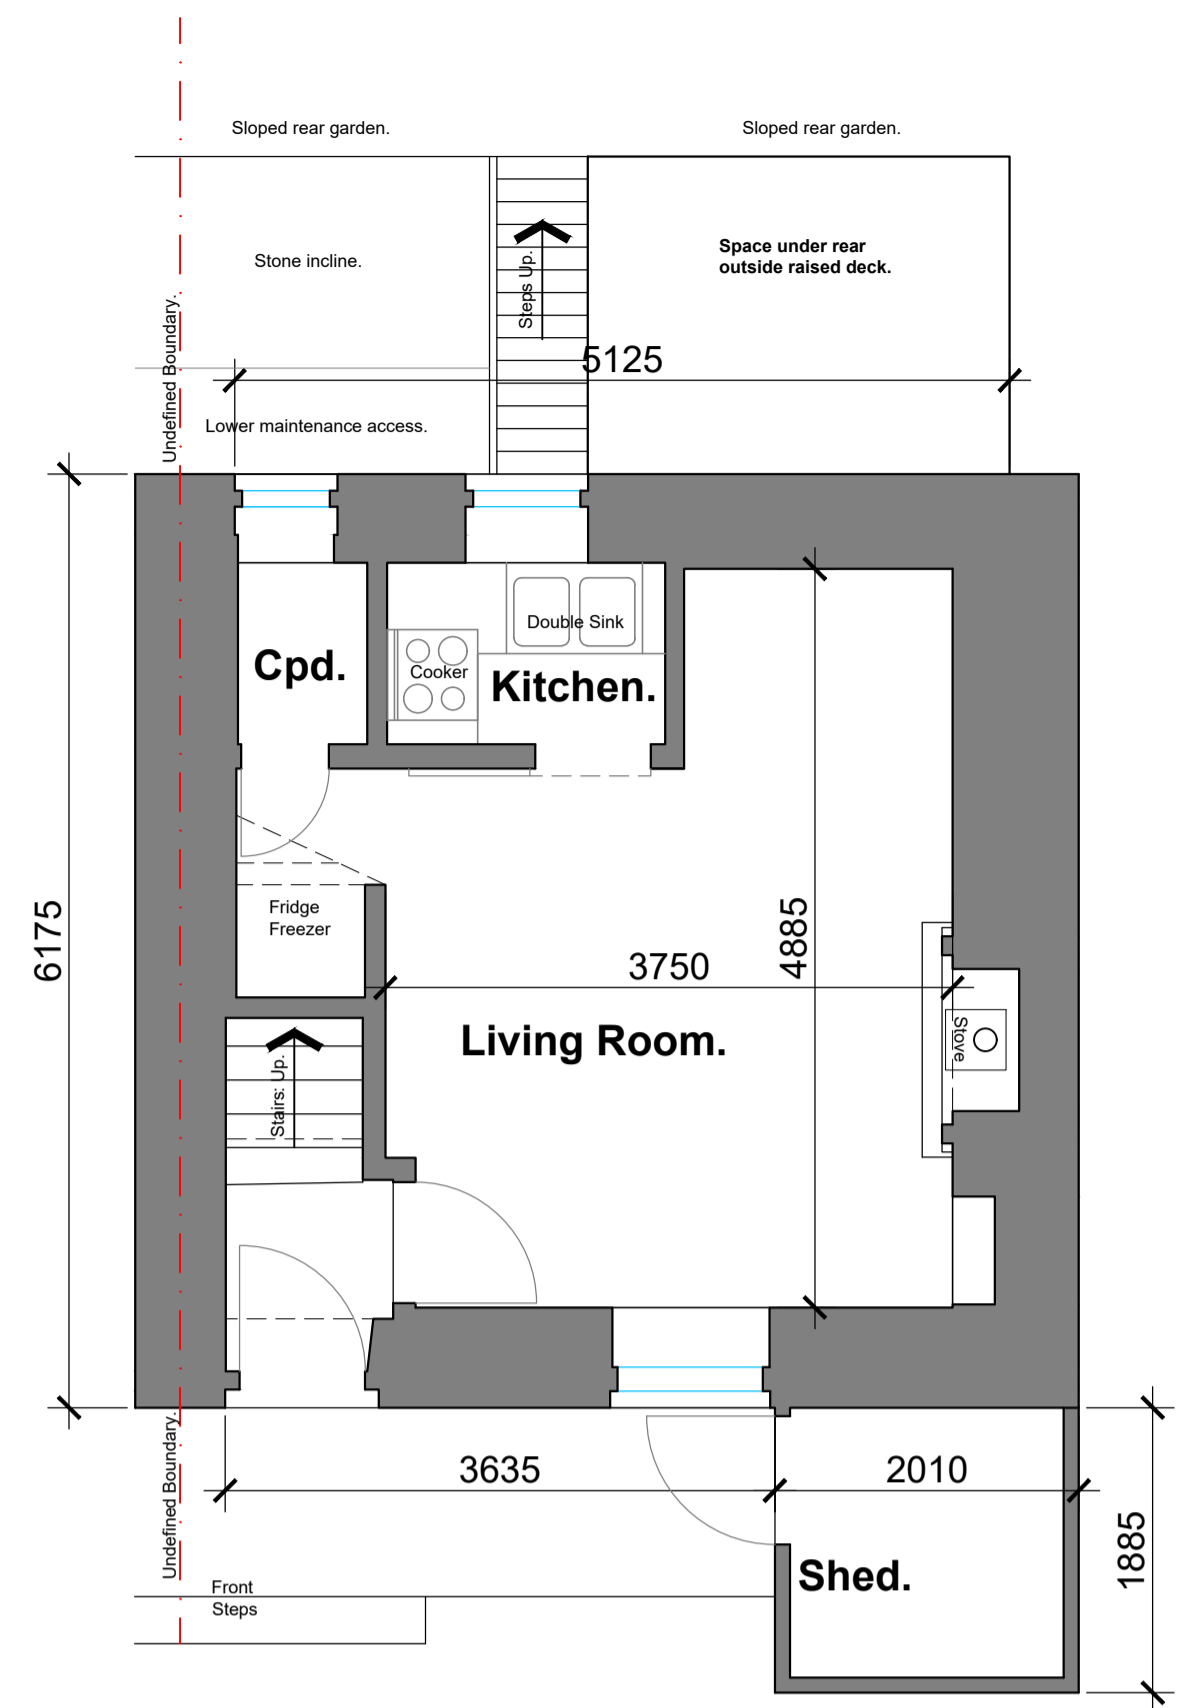 Sloped rear garden.
Sloped rear garden.
Stone incline.
Steps Up.
Space under rear
outside raised deck.
Undefined Boundary.
5125
Lower maintenance access.
Cpd.
Double Sink
Cooker
Kitchen.
6175
Fridge
Freezer
4885
3750
Living Room.
Stove
Stairs: Up.
Undefined Boundary.
3635
2010
1885
Shed.
Front
Steps